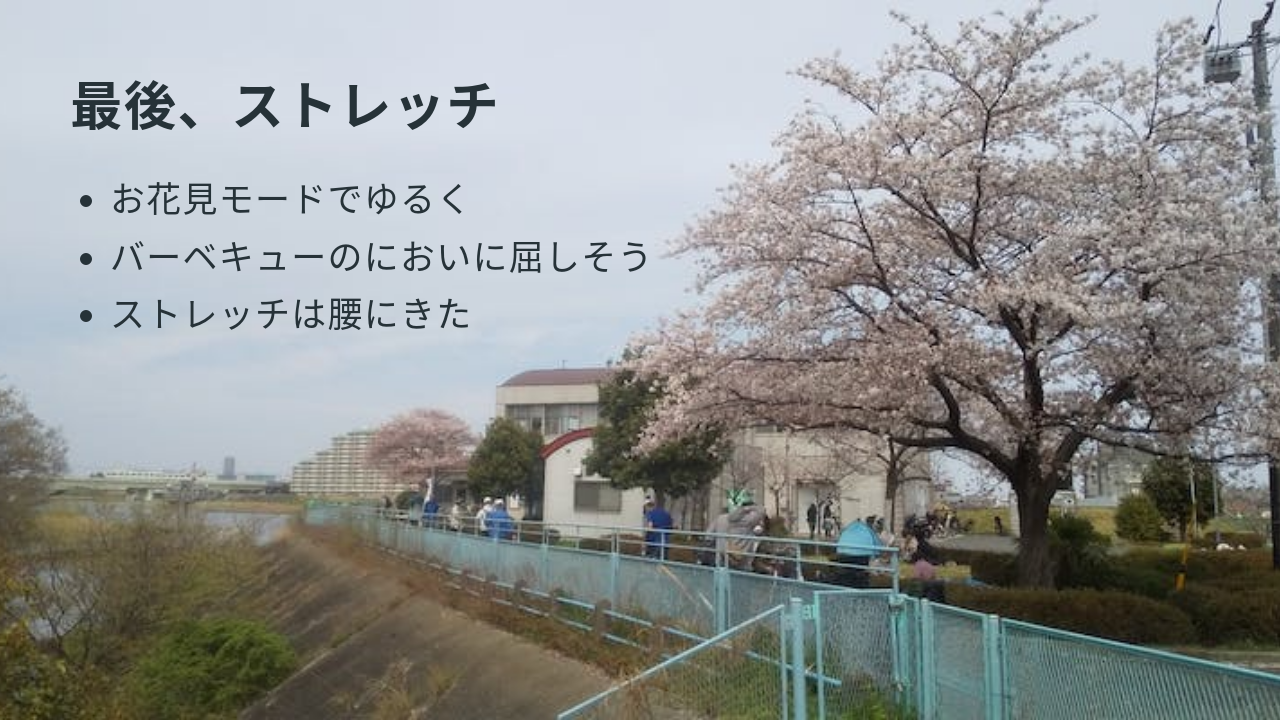 最後、ストレッチ
お花見モードでゆるく
バーベキューのにおいに屈しそう
ストレッチは腰にきた